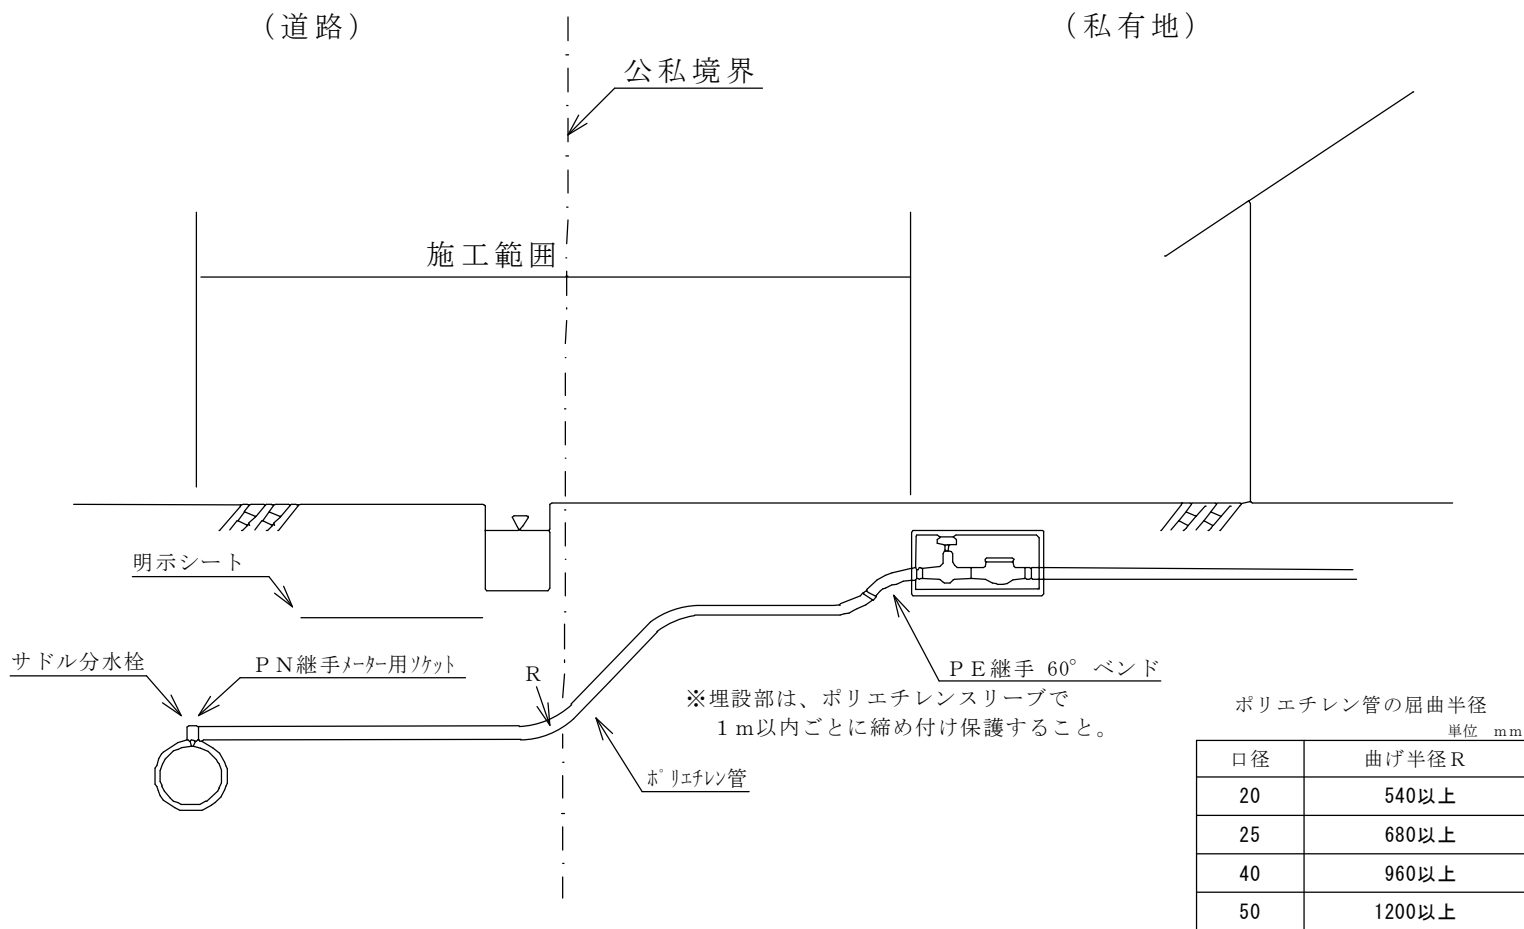 （道路）
（私有地）
公私境界
施工範囲
明示シート
サドル分水栓
ＰＮ継手ﾒｰﾀｰ用ｿｹｯﾄ
Ｒ
ＰＥ継手 60° ベンド
※埋設部は、ポリエチレンスリーブで
１ｍ以内ごとに締め付け保護すること。
ﾎﾟﾘｴﾁﾚﾝ管
ポリエチレン管の屈曲半径
単位 mm
口径 曲げ半径Ｒ
20 540以上
25 680以上
40 960以上
50 1200以上